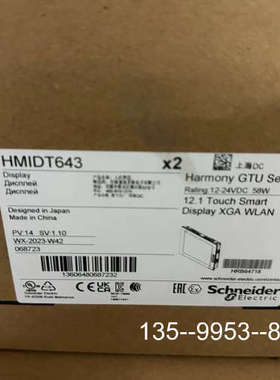 HMIDT643
x2
上海DC
Display
Дисплей
Дисплей
Harmony GTU Se
Rating:12-24VDC 58W
12.1 Touch Smart
Display XGA WLAN
Designed in Japan
Made in China
PV:14 SV:1.10
WX-2023-W42
068723
13606480687232
HRB64718
Schneider
Electric
135--9953--8